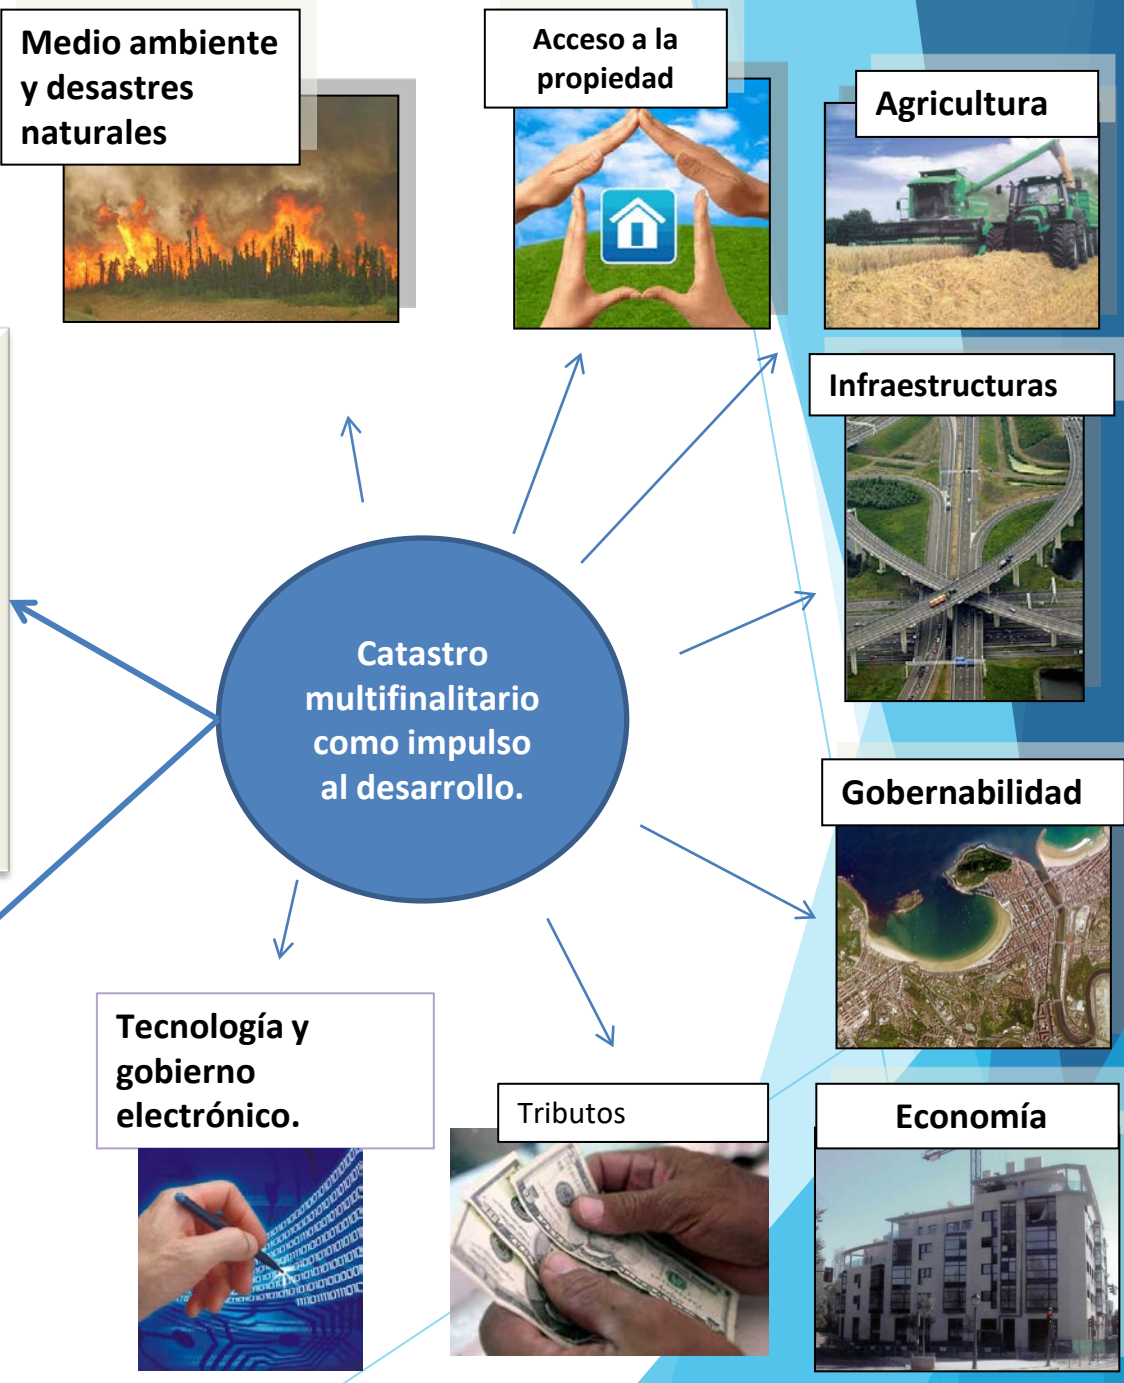 Medio ambiente
y desastres
naturales
Acceso a la
propiedad
Agricultura
Infraestructuras
Catastro
multifinalitario
como impulso
al desarrollo.
Gobernabilidad
Tecnología y
gobierno
electrónico.
Tributos
Economía